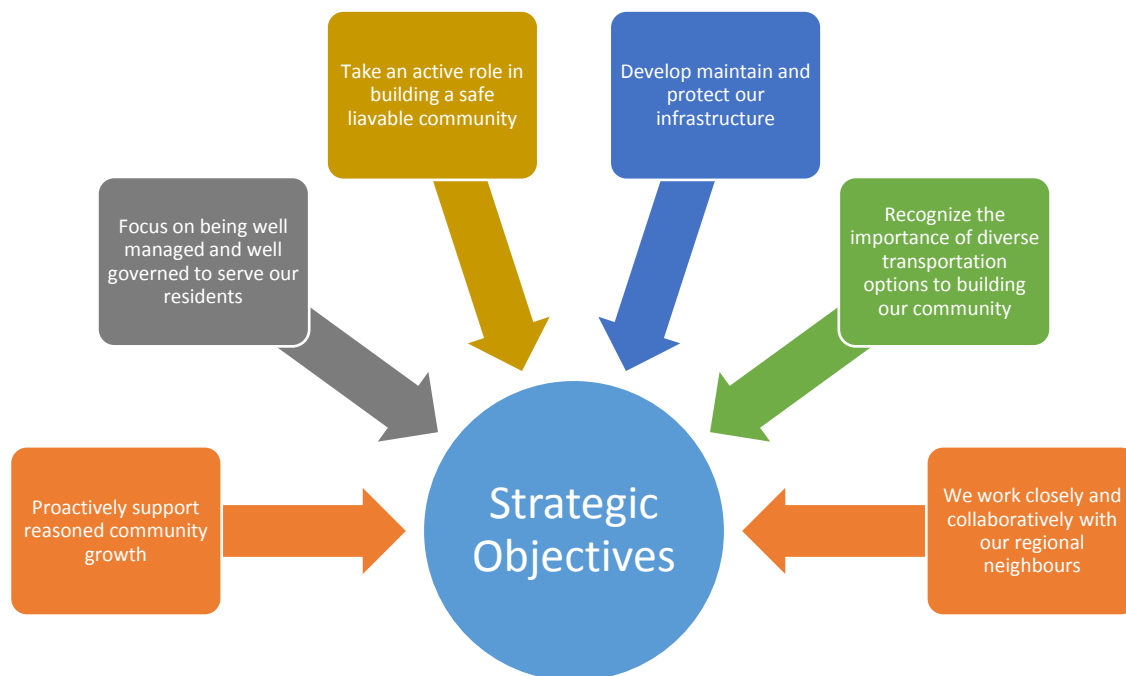 Take an active role in
building a safe
liavable community
Develop maintain and
protect our
infrastructure
Focus on being well
managed and well
governed to serve our
residents
Recognize the
importance of diverse
transportation
options to building
our community
Proactively support
reasoned community
growth
Strategic
Objectives
We work closely and
collaboratively with
our regional
neighbours